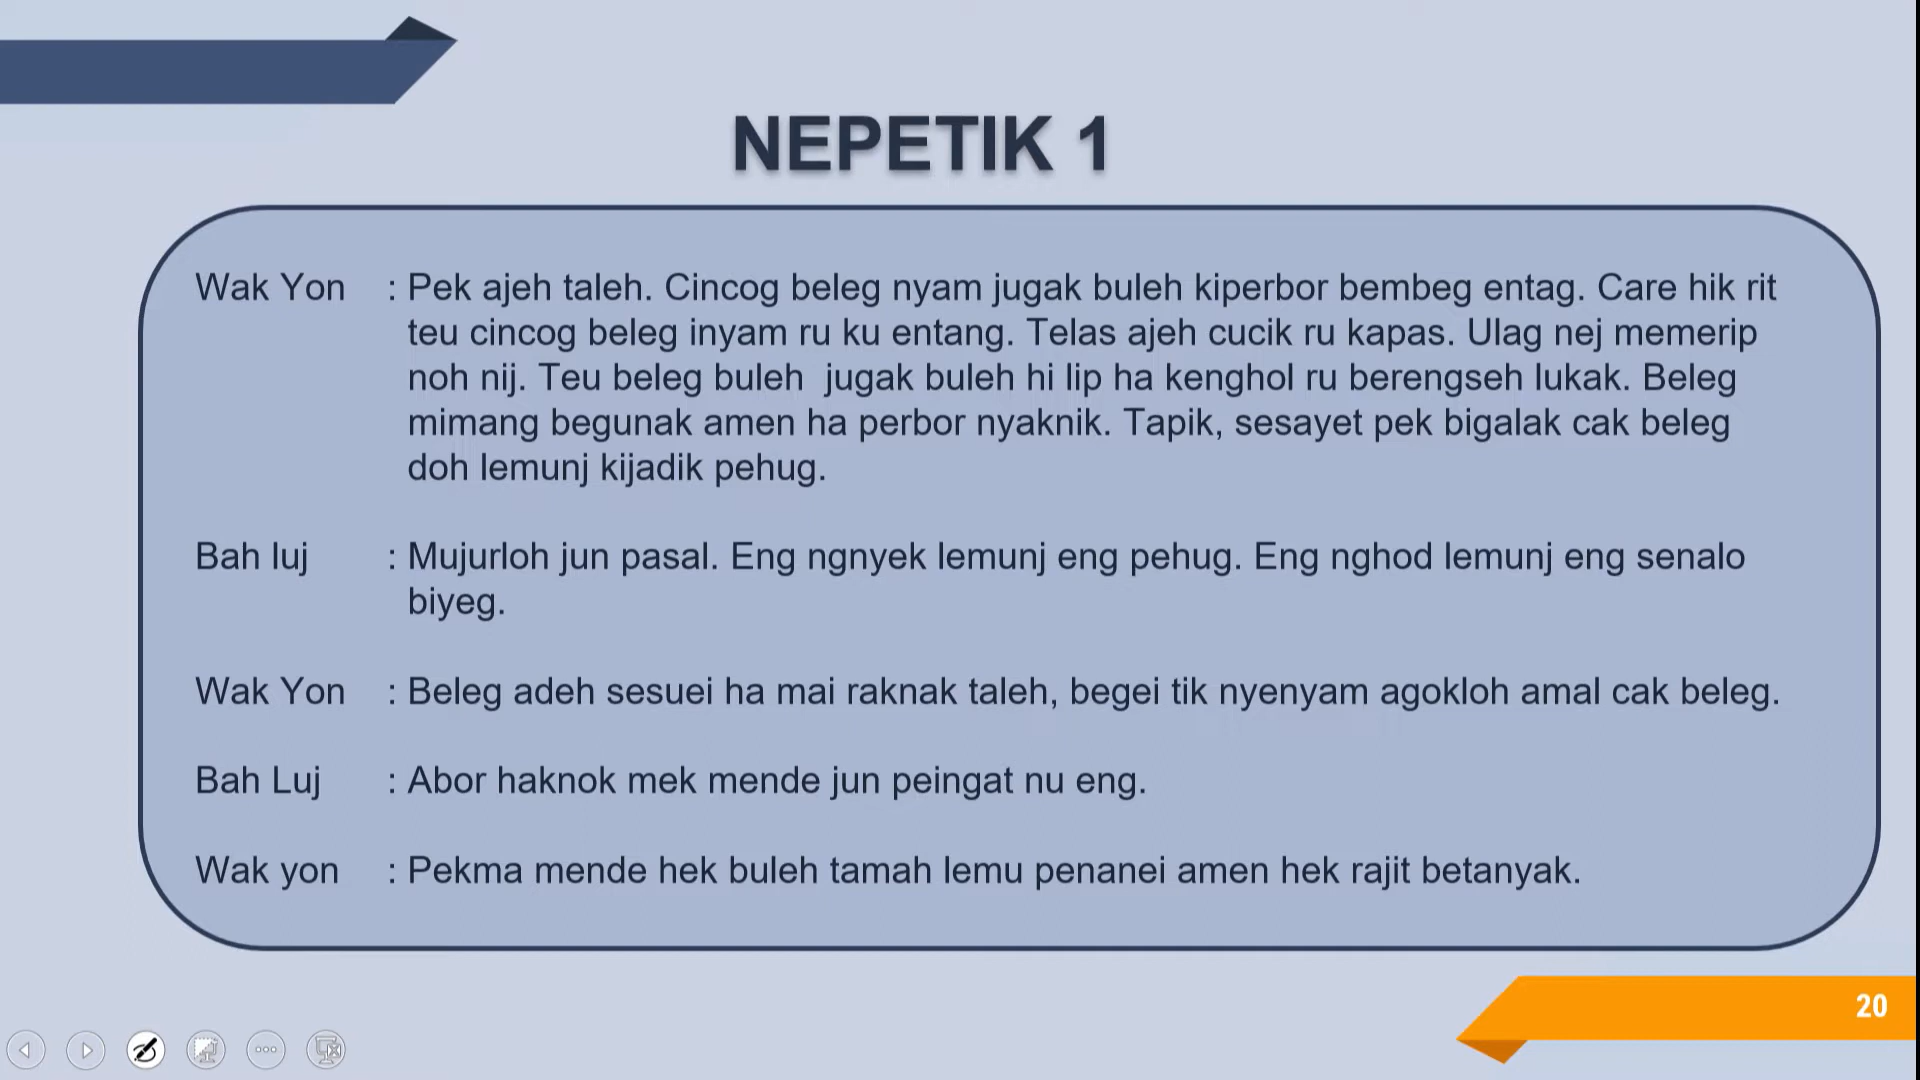 NEPETIK 1
Wak Yon : Pek ajeh taleh. Cincog beleg nyam jugak buleh kiperbor bembeg entag. Care hik rit
teu cincog beleg inyam ru ku entang. Telas ajeh cucik ru kapas. Ulag nej memerip
noh nij. Teu beleg buleh jugak buleh hi lip ha kenghol ru berengseh lukak. Beleg
mimang begunak amen ha perbor nyaknik. Tapik, sesayet pek bigalak cak beleg
doh lemunj kijadik pehug.
Bah luj : Mujurloh jun pasal. Eng ngnyek lemunj eng pehug. Eng nghod lemunj eng senalo
biyeg.
Wak Yon : Beleg adeh sesuei ha mai raknak taleh, begei tik nyenyam agokloh amal cak beleg.
Bah Luj : Abor haknok mek mende jun peingat nu eng.
Wak yon : Pekma mende hek buleh tamah lemu penanei amen hek rajit betanyak.
20